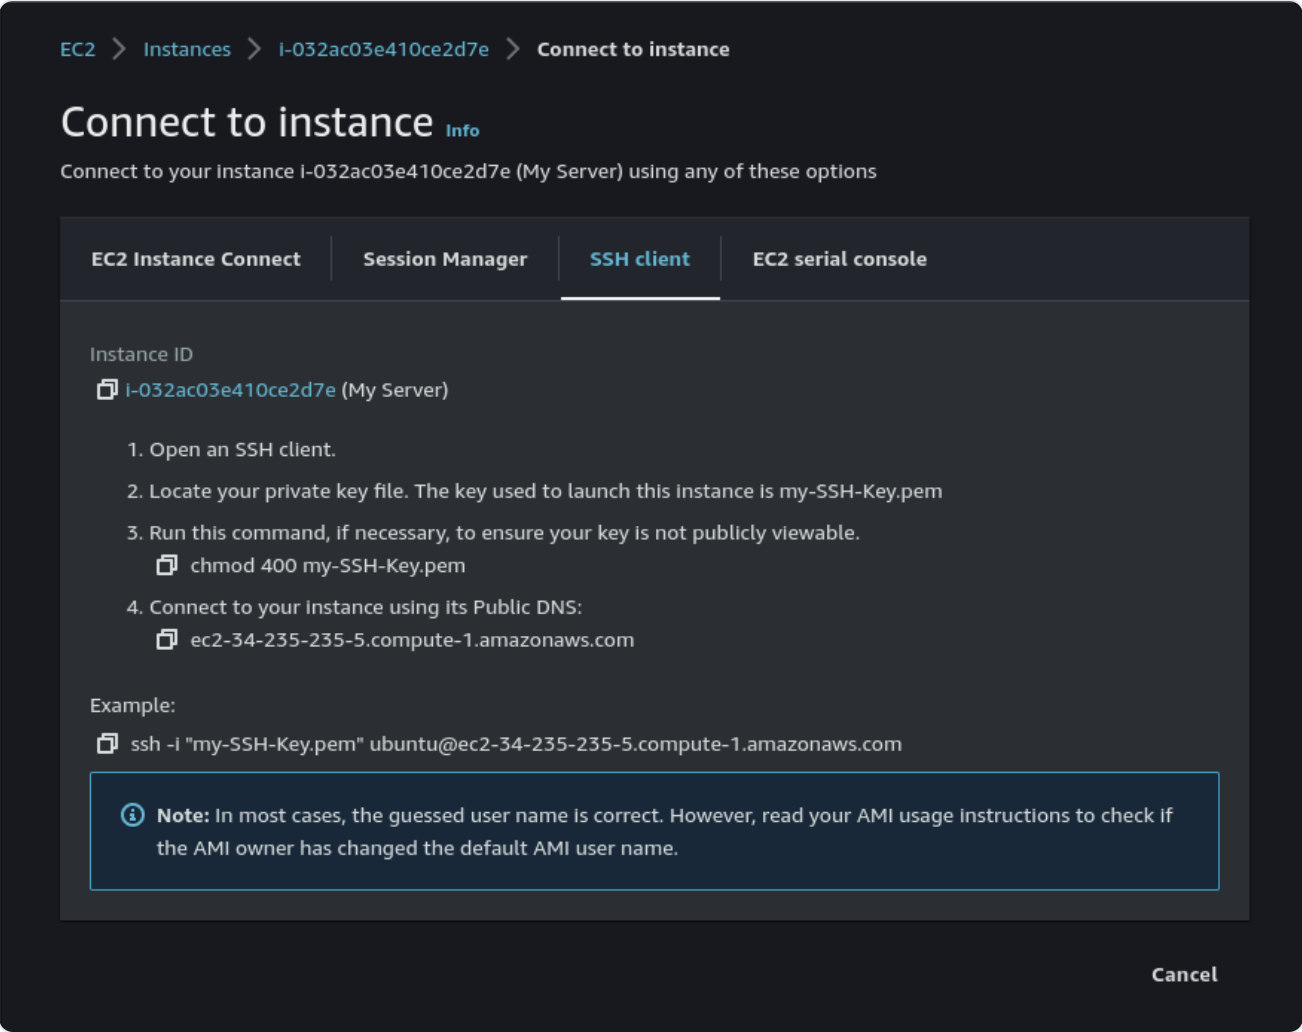 EC2 > Instances > i-032ac03e410ce2d7e > Connect to instance
Connect to instance Info
Connect to your instance i-032ac03e410ce2d7e (My Server) using any of these options
EC2 Instance Connect
Session Manager
SSH client
EC2 serial console
Instance ID
i-032ac03e410ce2d7e (My Server)
1. Open an SSH client.
2. Locate your private key file. The key used to launch this instance is my-SSH-Key.pem
3. Run this command, if necessary, to ensure your key is not publicly viewable.
chmod 400 my-SSH-Key.pem
4. Connect to your instance using its Public DNS:
ec2-34-235-235-5.compute-1.amazonaws.com
Example:
ssh -i "my-SSH-Key.pem" ubuntu@ec2-34-235-235-5.compute-1.amazonaws.com
Note: In most cases, the guessed user name is correct. However, read your AMI usage instructions to check if
the AMI owner has changed the default AMI user name.
Cancel